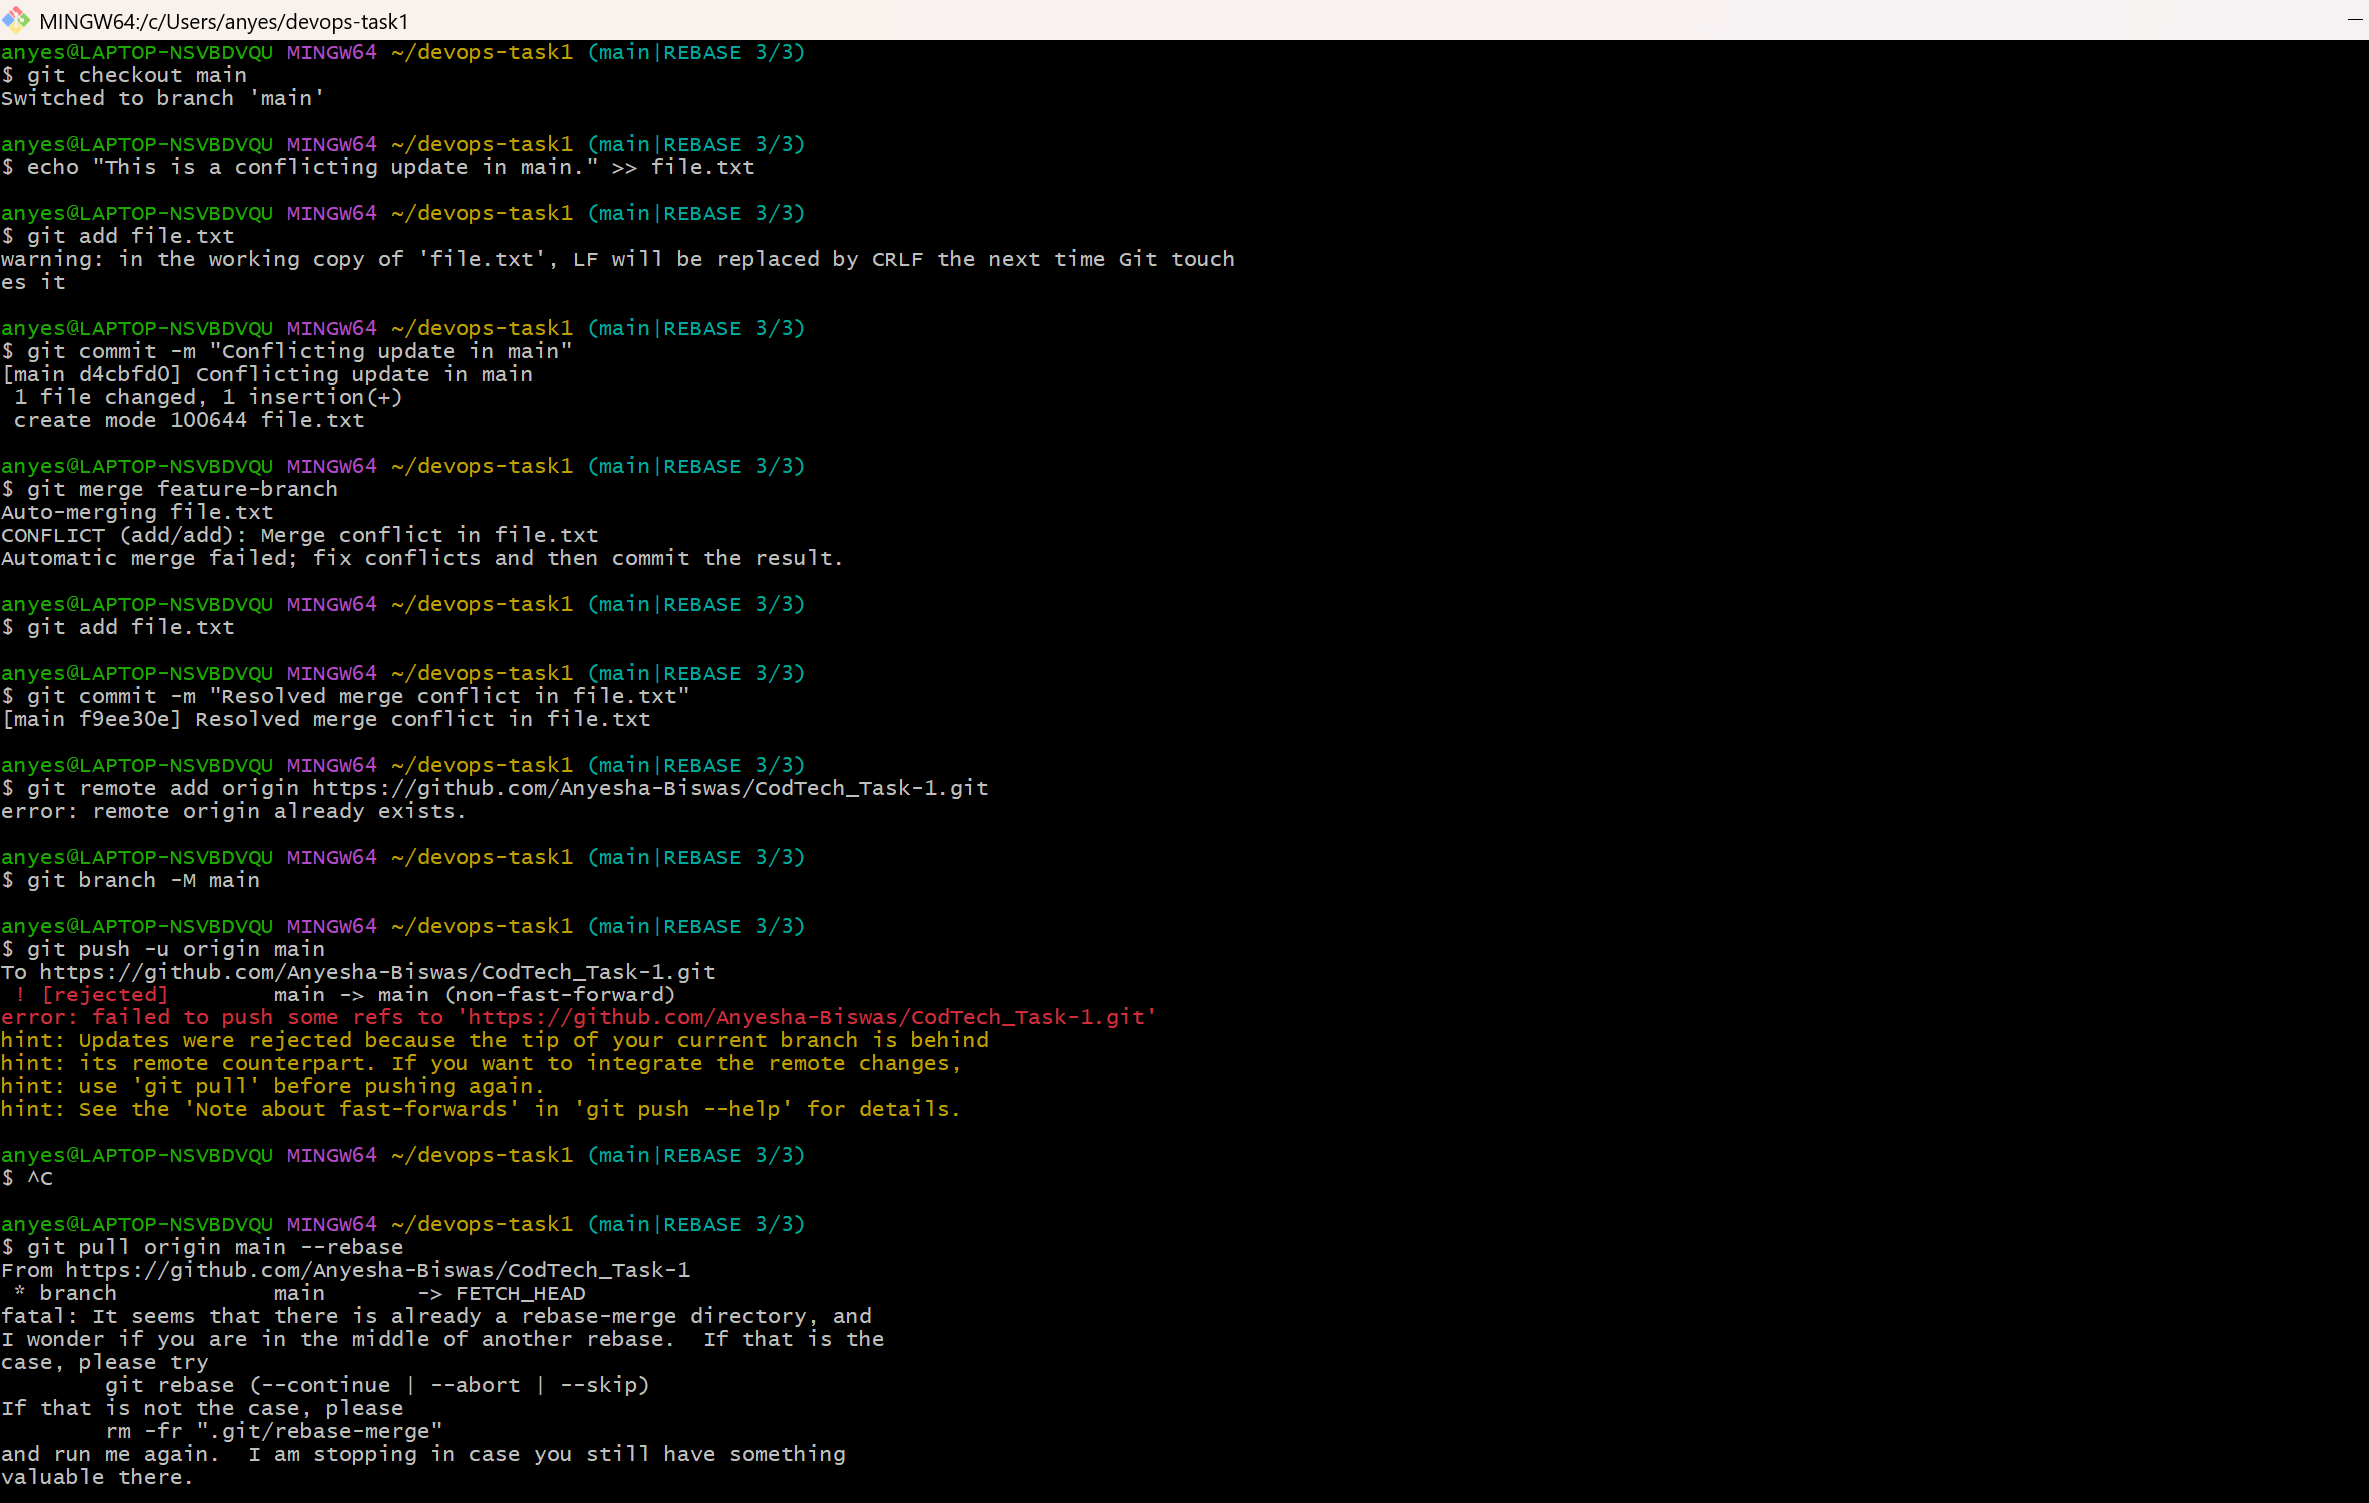 MINGW64:/c/Users/anyes/devops-task1
anyes@LAPTOP-NSVBDVQU MINGW64 ~/devops-task1 (main|REBASE 3/3)
$ git checkout main
Switched to branch 'main'
anyes@LAPTOP-NSVBDVQU MINGW64 ~/devops-task1 (main|REBASE 3/3)
$ echo "This is a conflicting update in main." >> file.txt
anyes@LAPTOP-NSVBDVQU MINGW64 ~/devops-task1 (main|REBASE 3/3)
$ git add file.txt
warning: in the working copy of 'file.txt', LF will be replaced by CRLF the next time Git touch
es it
anyes@LAPTOP-NSVBDVQU MINGW64 ~/devops-task1 (main|REBASE 3/3)
$ git commit -m "Conflicting update in main"
[main d4cbfd0] Conflicting update in main
 1 file changed, 1 insertion(+)
 create mode 100644 file.txt
anyes@LAPTOP-NSVBDVQU MINGW64 ~/devops-task1 (main|REBASE 3/3)
$ git merge feature-branch
Auto-merging file.txt
CONFLICT (add/add): Merge conflict in file.txt
Automatic merge failed; fix conflicts and then commit the result.
anyes@LAPTOP-NSVBDVQU MINGW64 ~/devops-task1 (main|REBASE 3/3)
$ git add file.txt
anyes@LAPTOP-NSVBDVQU MINGW64 ~/devops-task1 (main|REBASE 3/3)
$ git commit -m "Resolved merge conflict in file.txt"
[main f9ee30e] Resolved merge conflict in file.txt
anyes@LAPTOP-NSVBDVQU MINGW64 ~/devops-task1 (main|REBASE 3/3)
$ git remote add origin https://github.com/Anyesha-Biswas/CodTech_Task-1.git
error: remote origin already exists.
anyes@LAPTOP-NSVBDVQU MINGW64 ~/devops-task1 (main|REBASE 3/3)
$ git branch -M main
anyes@LAPTOP-NSVBDVQU MINGW64 ~/devops-task1 (main|REBASE 3/3)
$ git push -u origin main
To https://github.com/Anyesha-Biswas/CodTech_Task-1.git
 ! [rejected]        main -> main (non-fast-forward)
error: failed to push some refs to 'https://github.com/Anyesha-Biswas/CodTech_Task-1.git'
hint: Updates were rejected because the tip of your current branch is behind
hint: its remote counterpart. If you want to integrate the remote changes,
hint: use 'git pull' before pushing again.
hint: See the 'Note about fast-forwards' in 'git push --help' for details.
anyes@LAPTOP-NSVBDVQU MINGW64 ~/devops-task1 (main|REBASE 3/3)
$ ^C
anyes@LAPTOP-NSVBDVQU MINGW64 ~/devops-task1 (main|REBASE 3/3)
$ git pull origin main --rebase
From https://github.com/Anyesha-Biswas/CodTech_Task-1
 * branch            main       -> FETCH_HEAD
fatal: It seems that there is already a rebase-merge directory, and
I wonder if you are in the middle of another rebase.  If that is the
case, please try
        git rebase (--continue | --abort | --skip)
If that is not the case, please
        rm -fr ".git/rebase-merge"
and run me again.  I am stopping in case you still have something
valuable there.